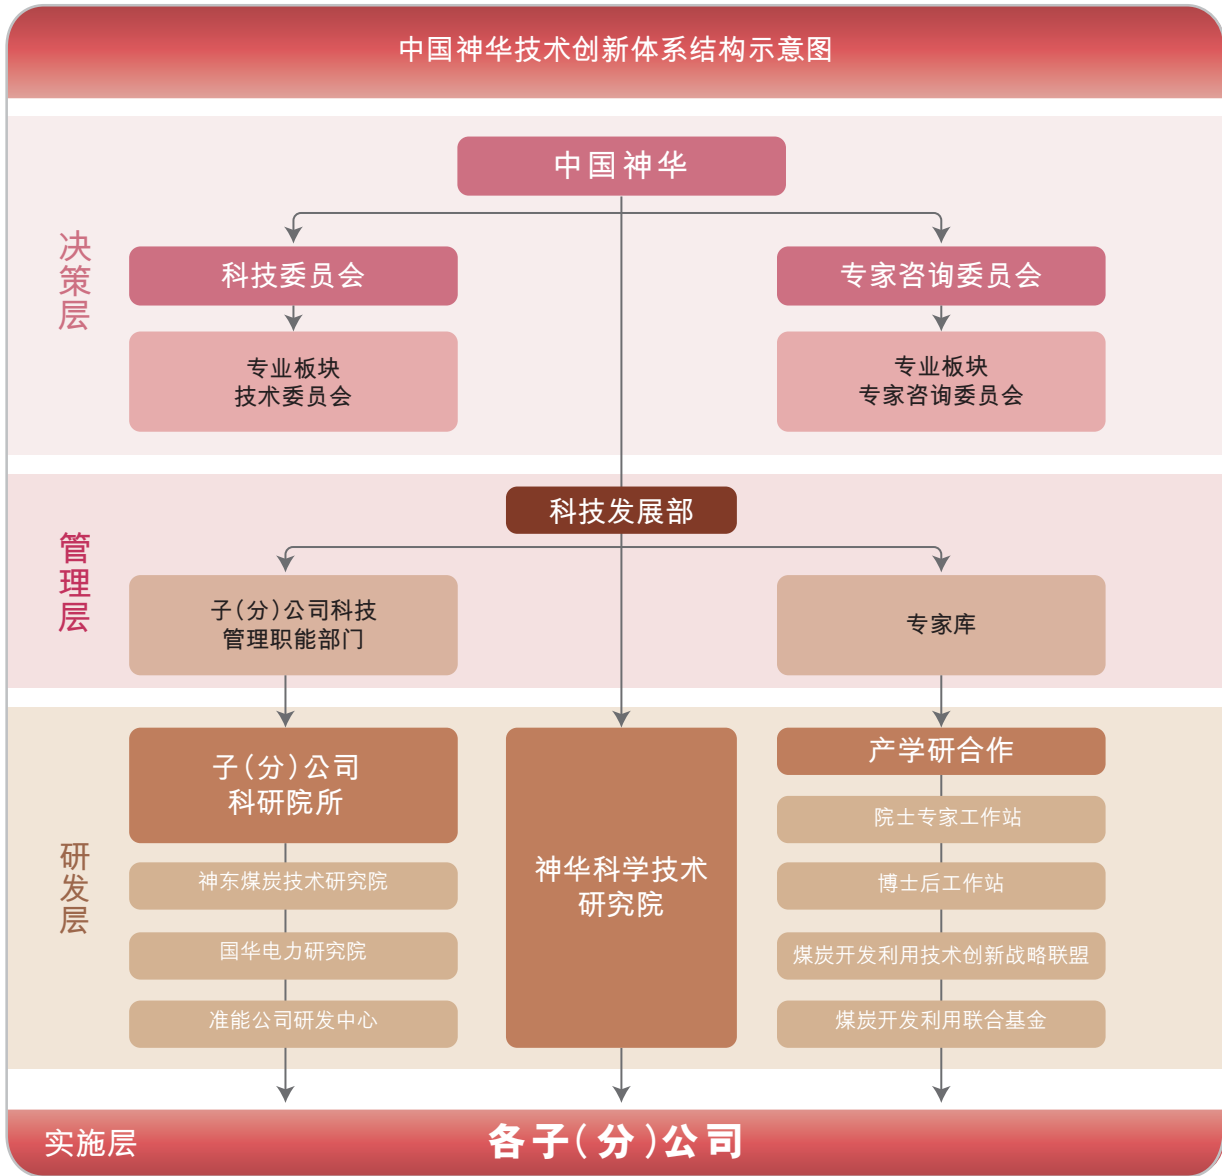 中国神华技术创新体系结构示意图
决策层
中国神华
科技委员会
专家咨询委员会
专业板块
技术委员会
专业板块
专家咨询委员会
管理层
科技发展部
子(分)公司科技
管理职能部门
专家库
研发层
子(分)公司
科研院所
神东煤炭技术研究院
国华电力研究院
准能公司研发中心
神华科学技术
研究院
产学研合作
院士专家工作站
博士后工作站
煤炭开发利用技术创新战略联盟
煤炭开发利用联合基金
实施层
各子(分)公司